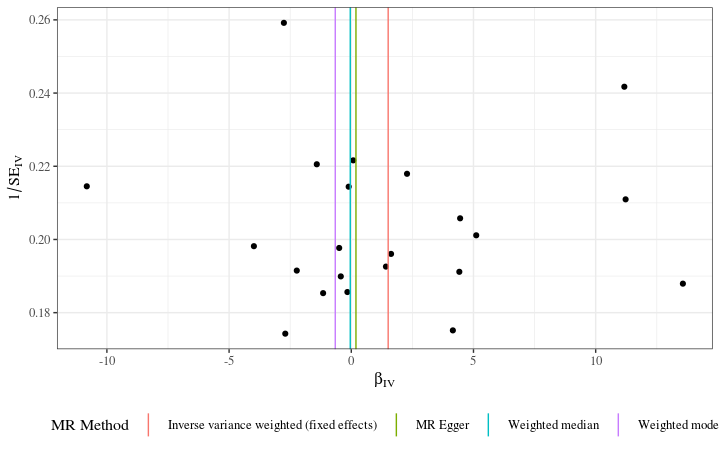 0.26
0.24
0.22
0.20
0.18
1/SE_IV
-10 -5 0 5 10
β_IV
MR Method Inverse variance weighted (fixed effects) MR Egger Weighted median Weighted mode